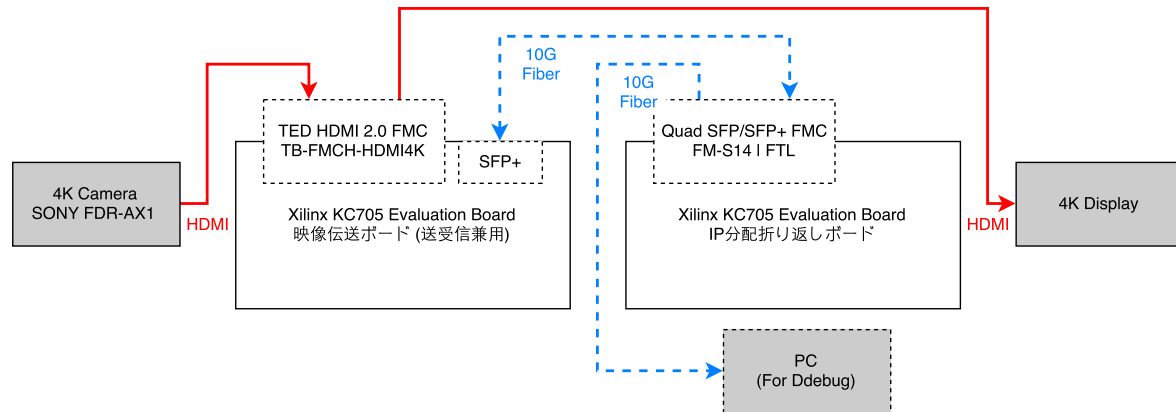 10G
Fiber
10G
Fiber
TED HDMI 2.0 FMC
TB-FMCH-HDMI4K
SFP+
Quad SFP/SFP+ FMC
FM-S14 | FTL
4K Camera
SONY FDR-AX1
HDMI
Xilinx KC705 Evaluation Board
映像伝送ボード (送受信兼用)
Xilinx KC705 Evaluation Board
IP分配折り返しボード
HDMI
4K Display
PC
(For Ddebug)